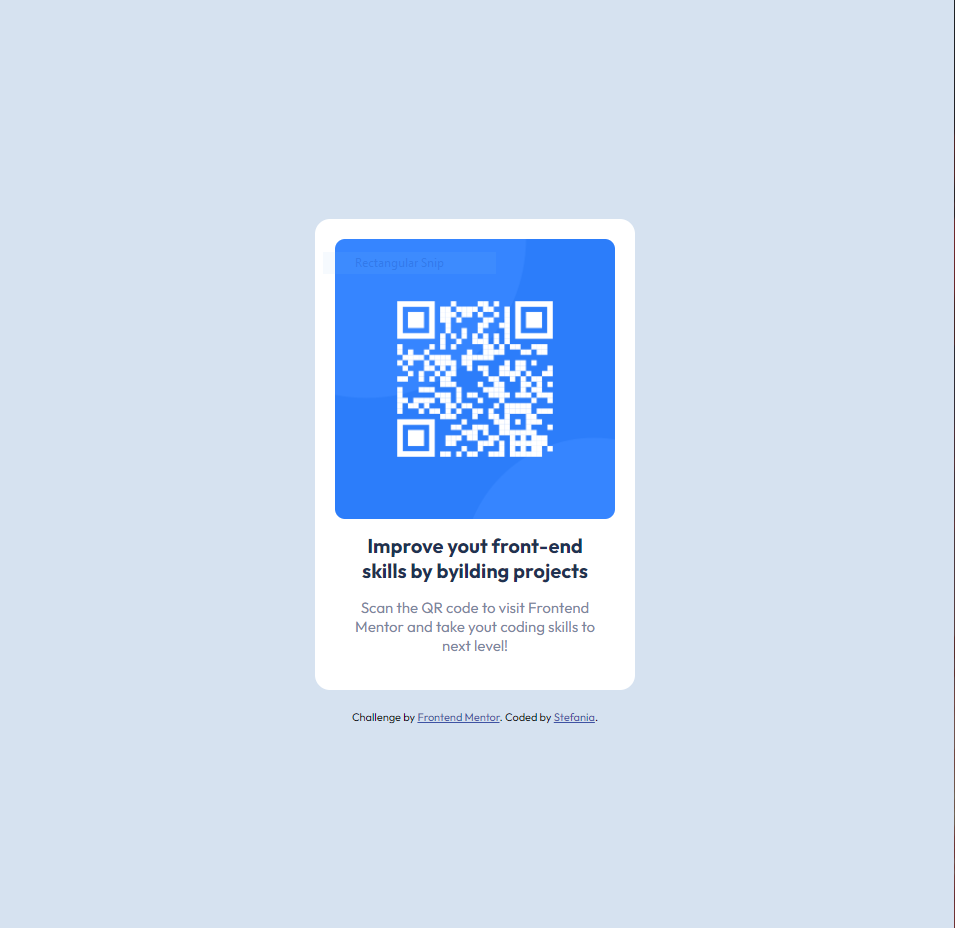 Rectangular Snip
Improve yout front-end
skills by byilding projects
Scan the QR code to visit Frontend
Mentor and take yout coding skills to
next level!
Challenge by Frontend Mentor. Coded by Stefania.